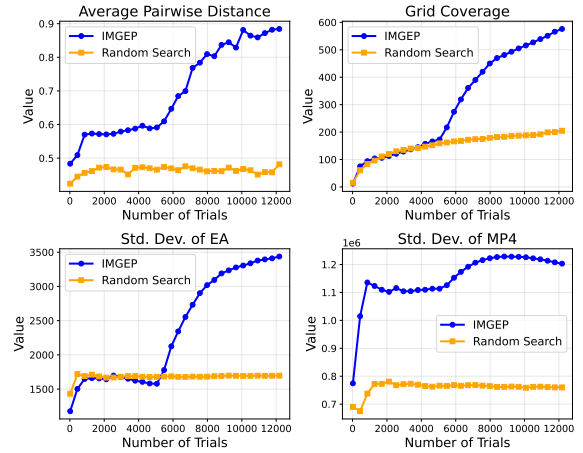 Average Pairwise Distance
0.9
0.8
0.7
0.6
0.5
Value
IMGEP
Random Search
0 2000 4000 6000 8000 10000 12000
Number of Trials
Grid Coverage
600
500
400
300
200
100
0
Value
IMGEP
Random Search
0 2000 4000 6000 8000 10000 12000
Number of Trials
Std. Dev. of EA
3500
3000
2500
2000
1500
Value
IMGEP
Random Search
0 2000 4000 6000 8000 10000 12000
Number of Trials
Std. Dev. of MP4
1e6
1.2
1.1
1.0
0.9
0.8
0.7
Value
IMGEP
Random Search
0 2000 4000 6000 8000 10000 12000
Number of Trials